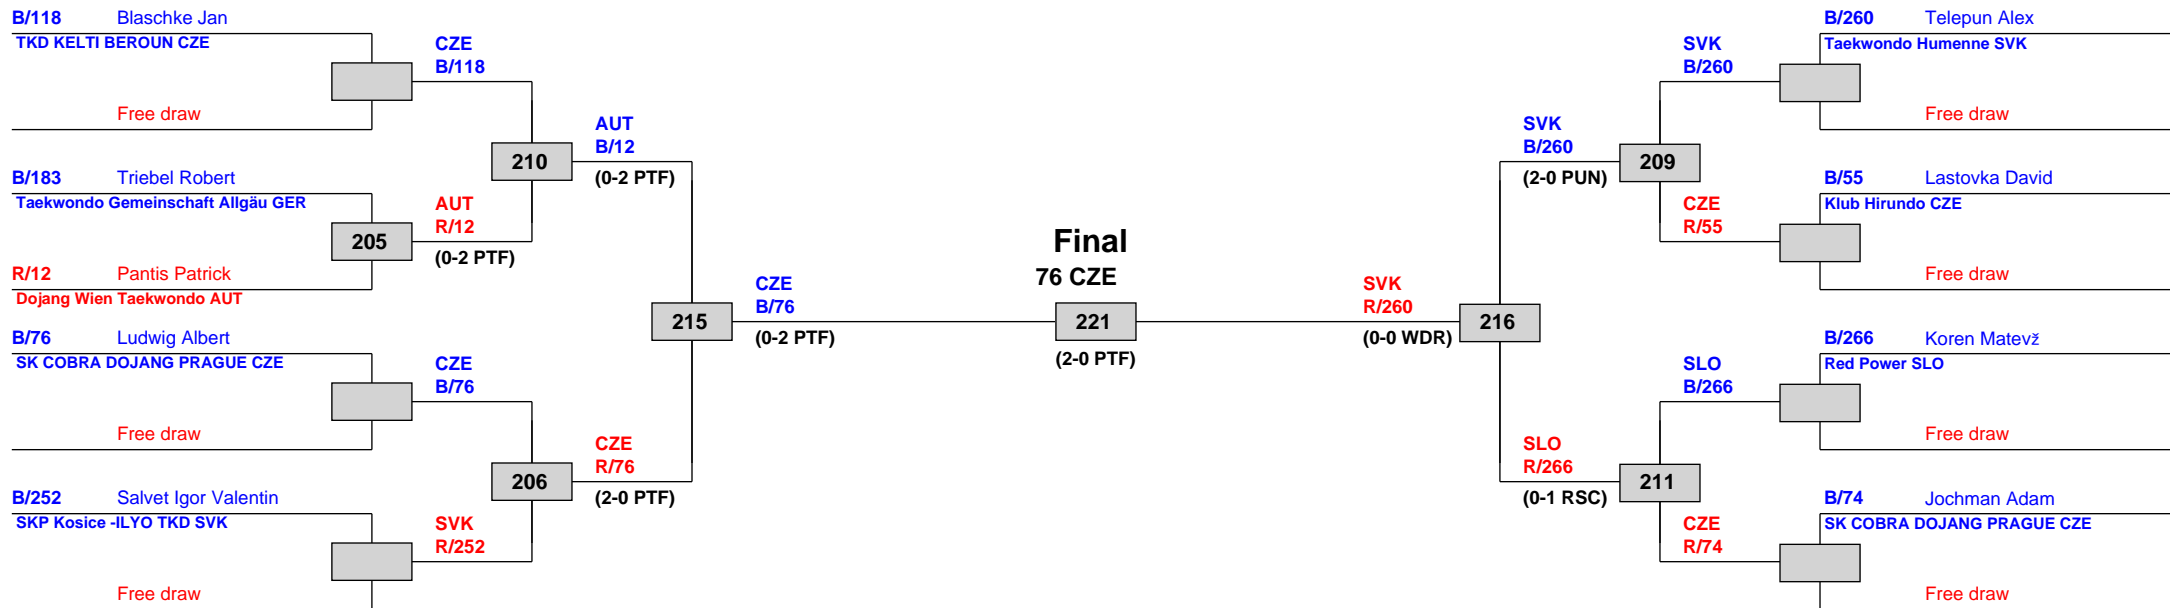 B/118 Blaschke Jan
TKD KELTI BEROUN CZE
Free draw
CZE
B/118
B/183 Triebel Robert
Taekwondo Gemeinschaft Allgäu GER
205
R/12 Pantis Patrick
Dojang Wien Taekwondo AUT
AUT
R/12
(0-2 PTF)
210
AUT
B/12
(0-2 PTF)
B/76 Ludwig Albert
SK COBRA DOJANG PRAGUE CZE
Free draw
CZE
B/76
B/252 Salvet Igor Valentin
SKP Kosice -ILYO TKD SVK
Free draw
SVK
R/252
206
CZE
R/76
(2-0 PTF)
215
CZE
B/76
(0-2 PTF)
Final
76 CZE
221
(2-0 PTF)
SVK
R/260
(0-0 WDR)
216
SVK
B/260
(2-0 PUN)
209
SVK
B/260
B/260 Telepun Alex
Taekwondo Humenne SVK
Free draw
CZE
R/55
B/55 Lastovka David
Klub Hirundo CZE
Free draw
SLO
R/266
(0-1 RSC)
211
SLO
B/266
B/266 Koren Matevž
Red Power SLO
Free draw
CZE
R/74
B/74 Jochman Adam
SK COBRA DOJANG PRAGUE CZE
Free draw